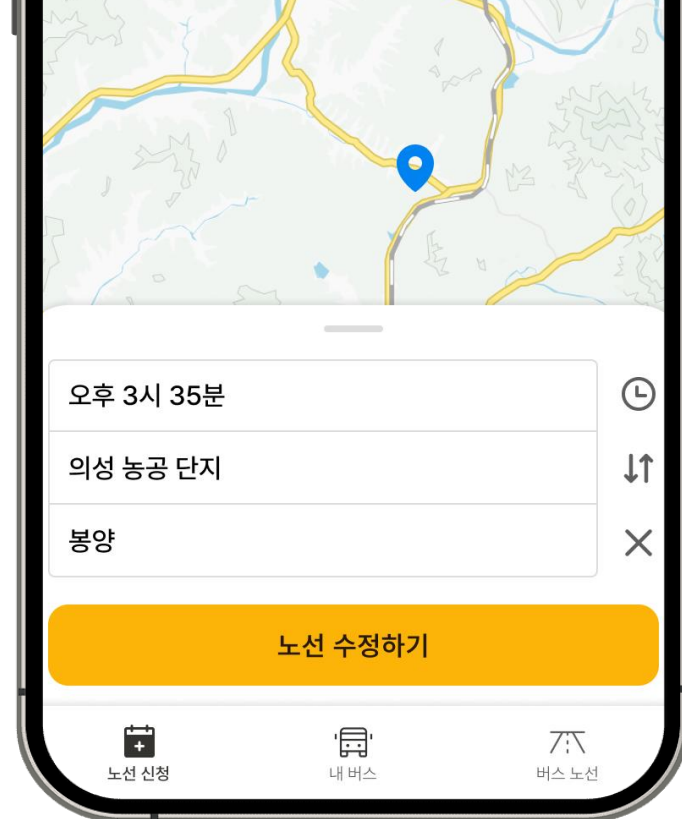 오후 3시 35분
의성 농공 단지
봉양
노선 수정하기
노선 신청
내 버스
버스 노선